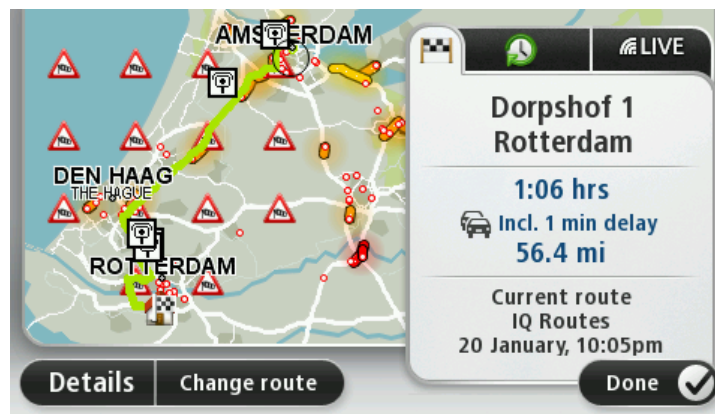 AMSTERDAM
DEN HAAG
THE HAGUE
ROTTERDAM
LIVE
Dorpshof 1
Rotterdam
1:06 hrs
Incl. 1 min delay
56.4 mi
Current route
IQ Routes
20 January, 10:05pm
Details
Change route
Done